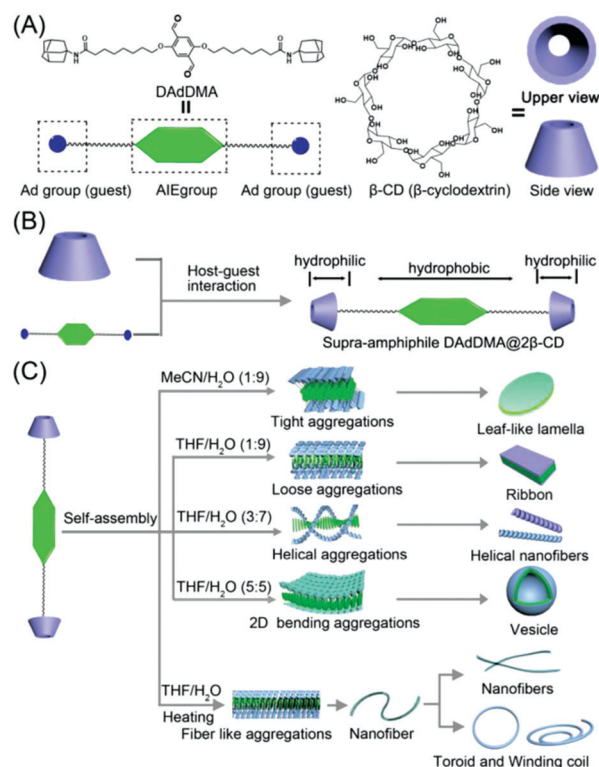 (A)
O
N
H
O
O
O
O
O
N
H
DAdDMA
=
Ad group (guest)
AIEgroup
Ad group (guest)
β-CD (β-cyclodextrin)
=
Upper view
Side view
(B)
Host-guest
interaction
hydrophilic
hydrophobic
hydrophilic
Supra-amphiphile DAdDMA@2β-CD
(C)
Self-assembly
MeCN/H2O (1:9)
Tight aggregations
Leaf-like lamella
THF/H2O (1:9)
Loose aggregations
Ribbon
THF/H2O (3:7)
Helical aggregations
Helical nanofibers
THF/H2O (5:5)
2D bending aggregations
Vesicle
THF/H2O
Heating
Fiber like aggregations
Nanofiber
Nanofibers
Toroid and Winding coil